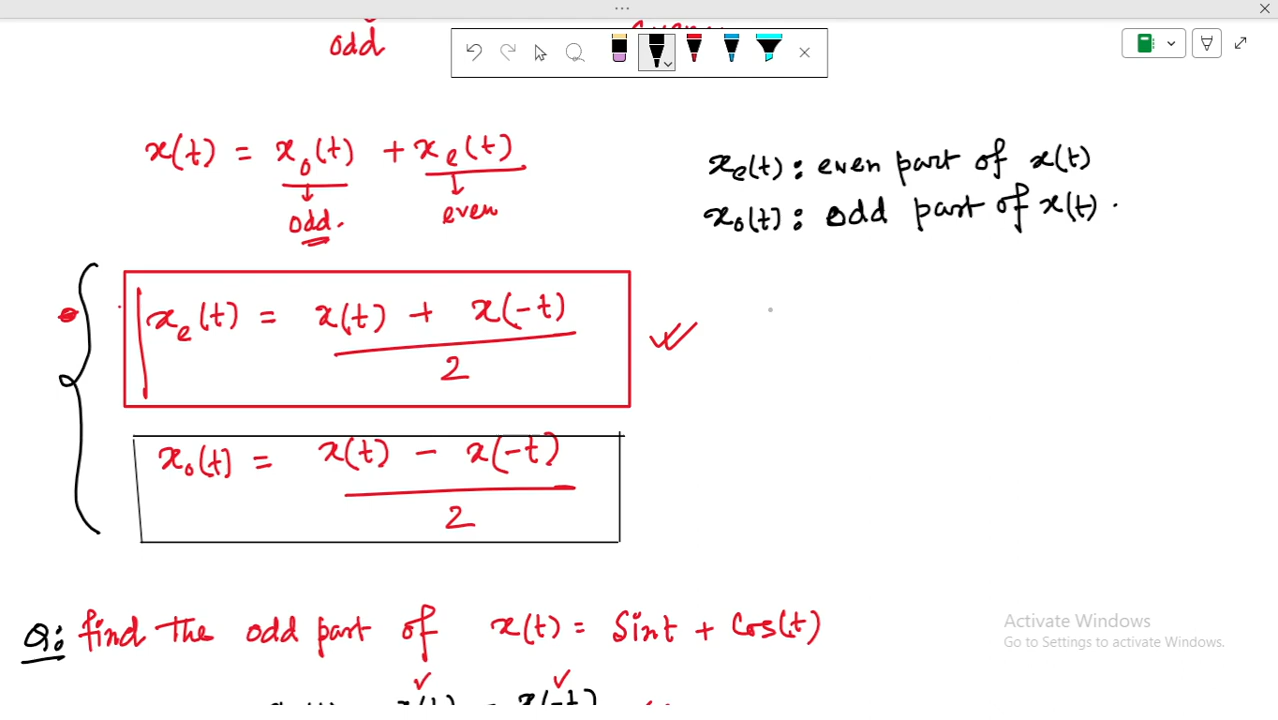 odd
x(t) = x₀(t) + xₑ(t)
odd.
even
xₑ(t) : even part of x(t)
x₀(t) : odd part of x(t).
xₑ(t) = x(t) + x(-t)
2
x₀(t) = x(t) - x(-t)
2
Q: find the odd part of x(t) = Sint + Cos(t)
Activate Windows
Go to Settings to activate Windows.